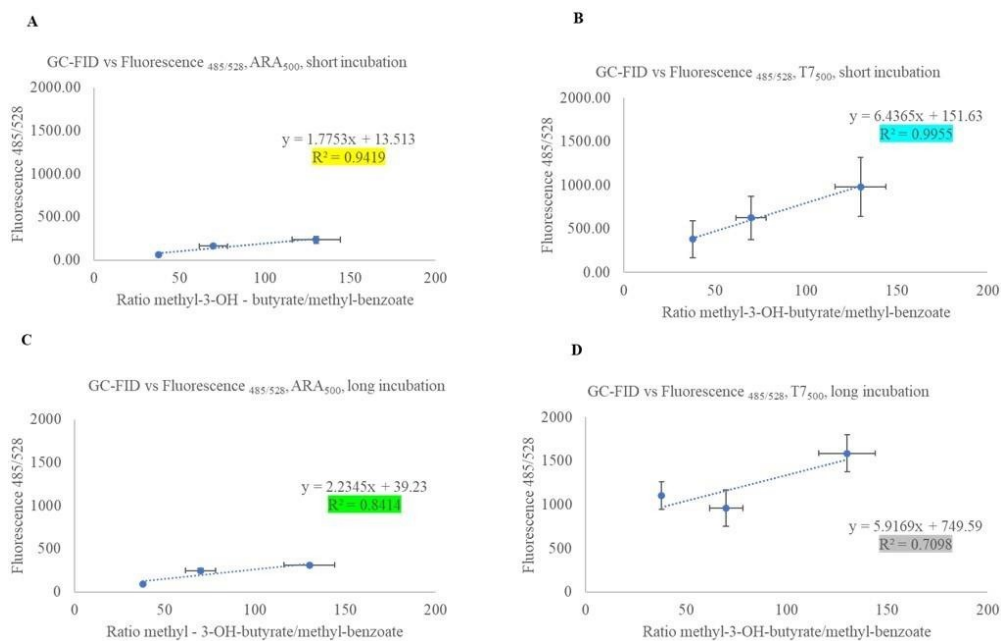 A
GC-FID vs Fluorescence 485/528, ARA500, short incubation
2000.00
1500.00
1000.00
500.00
0.00
Fluorescence 485/528
y = 1.7753x + 13.513
R² = 0.9419
0 50 100 150 200
Ratio methyl-3-OH - butyrate/methyl-benzoate
B
GC-FID vs Fluorescence 485/528, T7500, short incubation
2000.00
1500.00
1000.00
500.00
0.00
Fluorescence 485/528
y = 6.4365x + 151.63
R² = 0.9955
0 50 100 150 200
Ratio methyl-3-OH-butyrate/methyl-benzoate
C
GC-FID vs Fluorescence 485/528, ARA500, long incubation
2000
1500
1000
500
0
Fluorescence 485/528
y = 2.2345x + 39.23
R² = 0.8414
0 50 100 150 200
Ratio methyl - 3-OH-butyrate/methyl-benzoate
D
GC-FID vs Fluorescence 485/528, T7500, long incubation
2000
1500
1000
500
0
Fluorescence 485/528
y = 5.9169x + 749.59
R² = 0.7098
0 50 100 150 200
Ratio methyl-3-OH-butyrate/methyl-benzoate